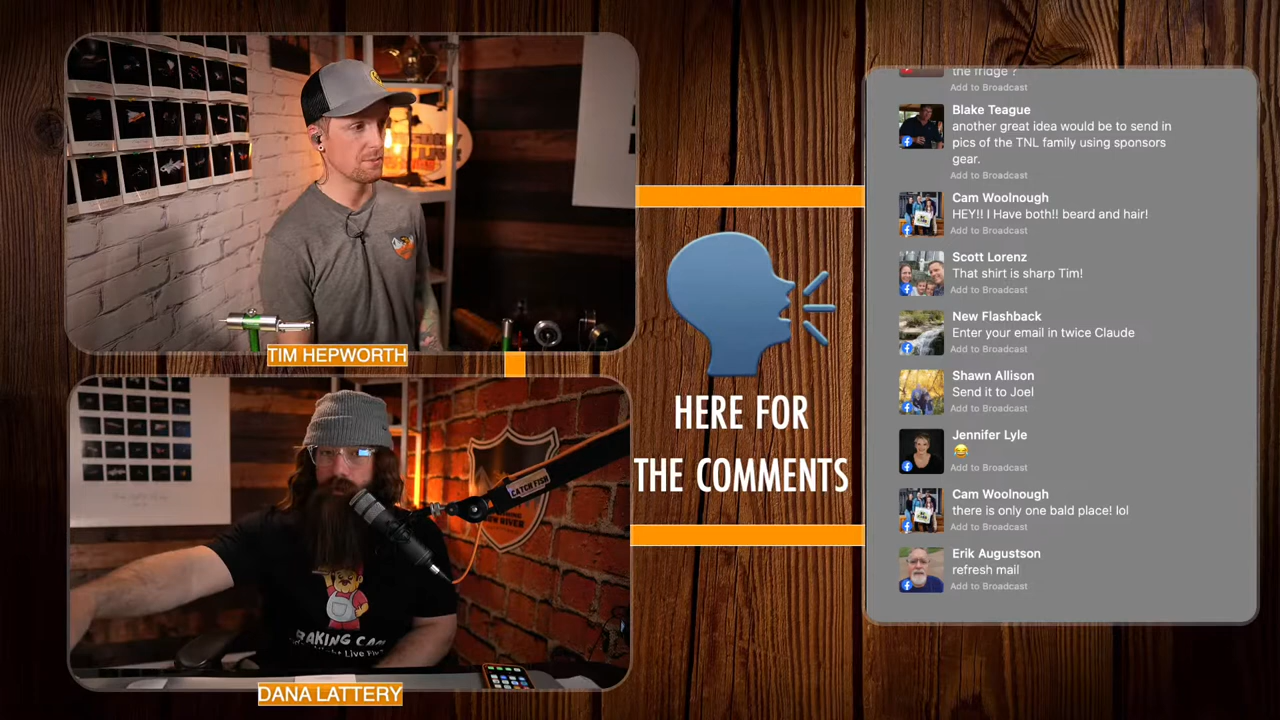 TIM HEPWORTH
CATCH FISH
BAKING
DANA LATTERY
HERE FOR
THE COMMENTS
the fridge ?
Add to Broadcast
Blake Teague
another great idea would be to send in
pics of the TNL family using sponsors
gear.
Add to Broadcast
Cam Woolnough
HEY!! I Have both!! beard and hair!
Add to Broadcast
Scott Lorenz
That shirt is sharp Tim!
Add to Broadcast
New Flashback
Enter your email in twice Claude
Add to Broadcast
Shawn Allison
Send it to Joel
Add to Broadcast
Jennifer Lyle
😂
Add to Broadcast
Cam Woolnough
there is only one bald place! lol
Add to Broadcast
Erik Augustson
refresh mail
Add to Broadcast